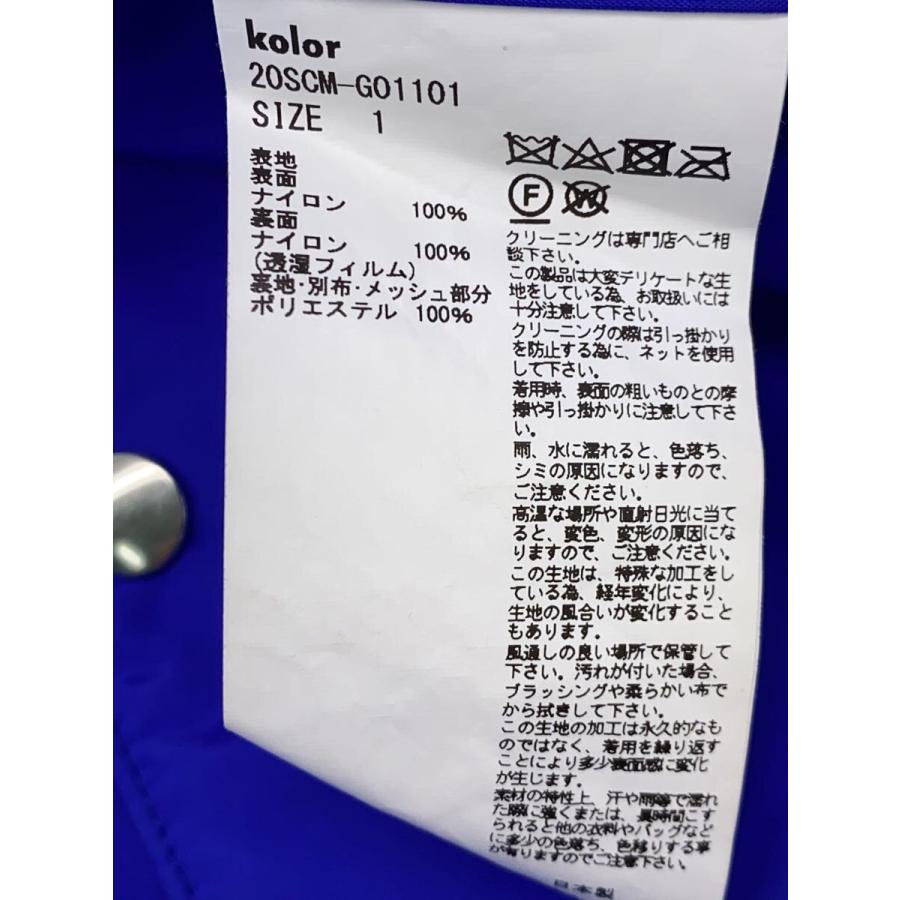 kolor
20SCM-G01101
SIZE 1
表地
表面
ナイロン 100%
裏面
ナイロン 100%
(透湿フィルム)
裏地・別布・メッシュ部分
ポリエステル 100%
F W
クリーニングは専門店へご相
談下さい。
この製品は大変デリケートな生
地をしている為、お取扱いには
十分注意して下さい。
クリーニングの際は引っ掛かり
を防止する為に、ネットを使用
して下さい。
着用時、表面の粗いものとの摩
擦や引っ掛かりに注意して下さ
い。
雨、水に濡れると、色落ち、
シミの原因になりますので、
ご注意ください。
高温な場所や直射日光に当て
ると、変色、変形の原因にな
りますので、ご注意ください。
この生地は、特殊な加工をし
ている為、経年変化により、
生地の風合いが変化すること
もあります。
風通しの良い場所で保管して
下さい。汚れが付いた場合、
ブラッシングや柔らかい布で
から拭きして下さい。
この生地の加工は永久的なも
のではなく、着用を繰り返す
ことにより多少表面感に変化
が生じます。
素材の特性上、汗や雨等で濡れ
た際に強くまたは、長時間こす
られると他の衣料やバッグなど
に多少の色落ち、色移りする事
が有りますのでご注意下さい。
日本製